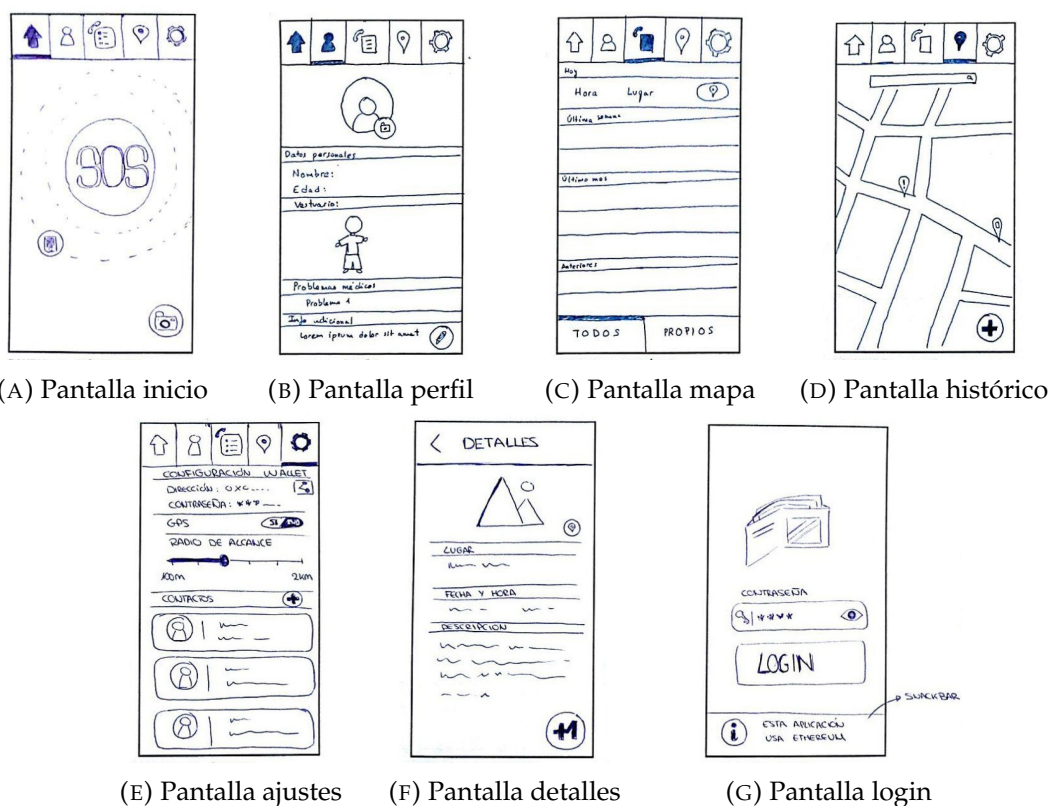 SOS
Datos personales
Nombre:
Edad:
Vestuario:
Problemas médicos
Problema 1
Info adicional
Lorem ipsum dolor sit amet
Hoy
Hora Lugar
Última semana
Último mes
Anteriores
TODOS PROPIOS
(A) Pantalla inicio
(B) Pantalla perfil
(C) Pantalla mapa
(D) Pantalla histórico
CONFIGURACIÓN WALLET
DIRECCIÓN: 0XC....
CONTRASEÑA: ***
GPS SI NO
RADIO DE ALCANCE
100m 2km
CONTACTOS
DETALLES
LUGAR
FECHA Y HORA
DESCRIPCION
+1
CONTRASEÑA
****
LOGIN
SNACKBAR
i ESTA APLICACIÓN
USA ETHEREUM
(E) Pantalla ajustes
(F) Pantalla detalles
(G) Pantalla login